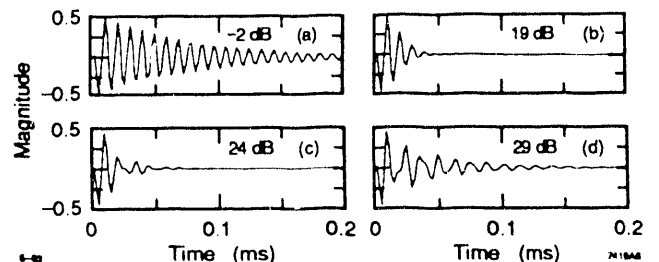 0.5
-2 dB (a)
19 dB (b)
-0.5
Magnitude
0.5
24 dB (c)
29 dB (d)
-0.5
0 0.1 0.2 0 0.1 0.2
Time (ms) Time (ms)